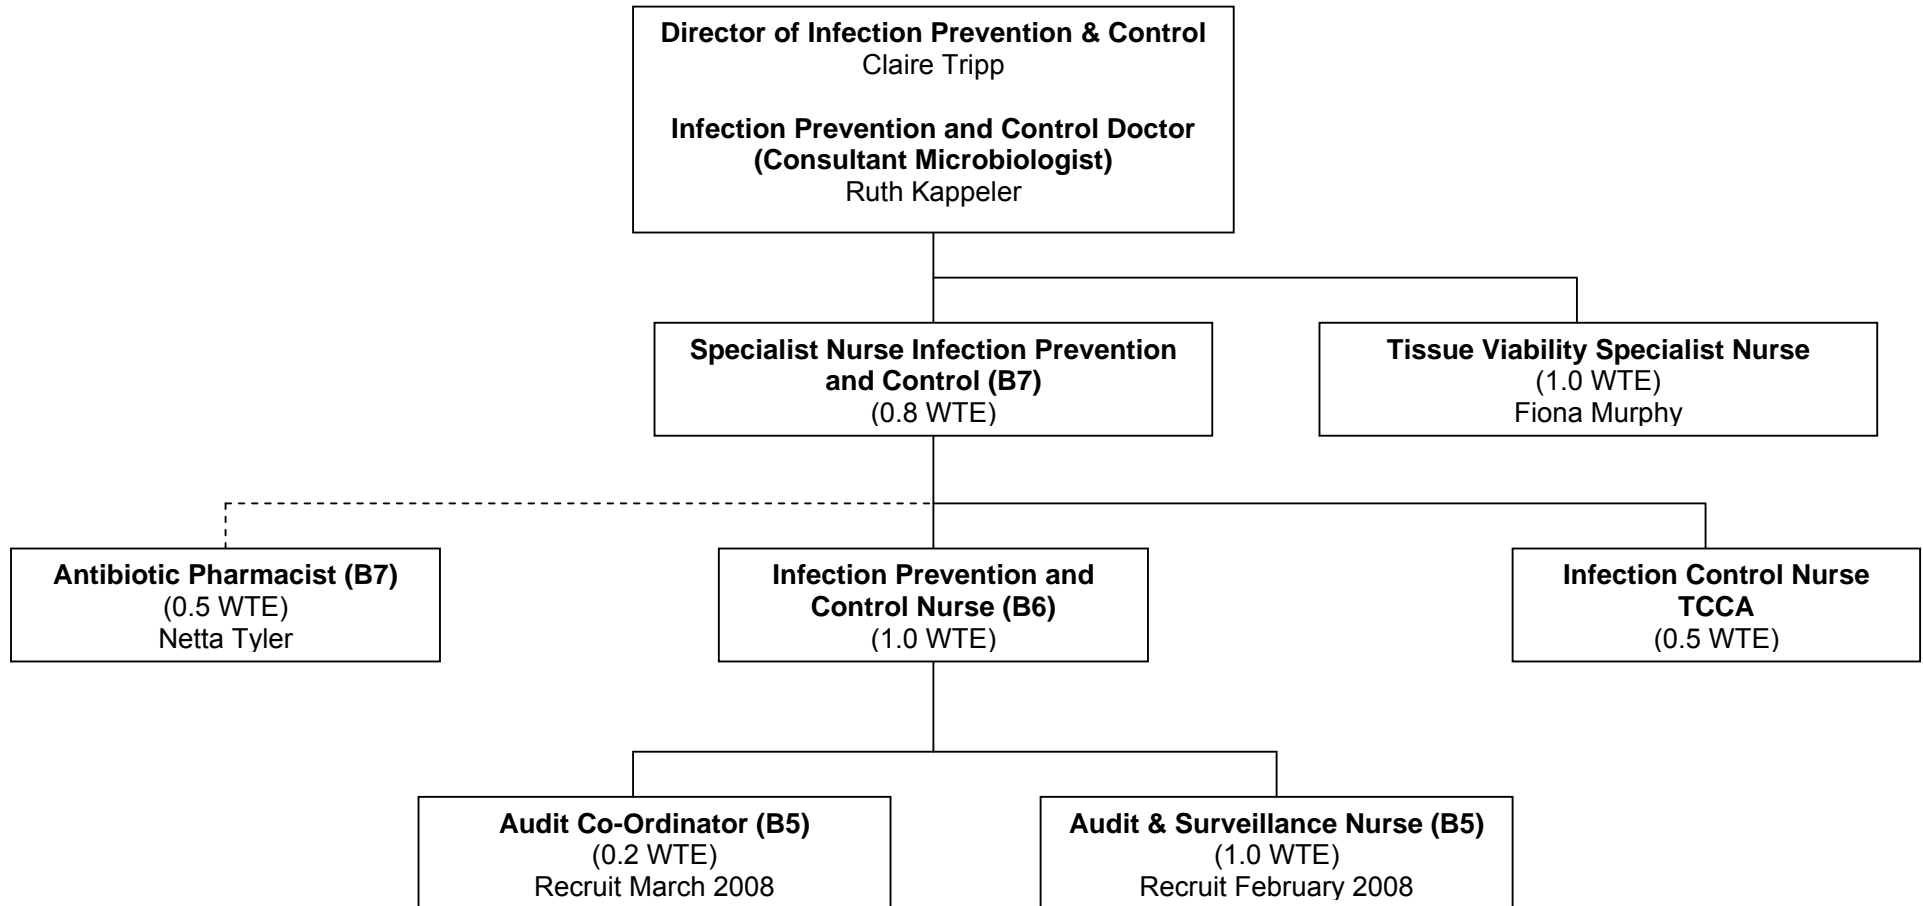 Director of Infection Prevention & Control
Claire Tripp
Infection Prevention and Control Doctor
(Consultant Microbiologist)
Ruth Kappeler
Specialist Nurse Infection Prevention
and Control (B7)
(0.8 WTE)
Tissue Viability Specialist Nurse
(1.0 WTE)
Fiona Murphy
Antibiotic Pharmacist (B7)
(0.5 WTE)
Netta Tyler
Infection Prevention and
Control Nurse (B6)
(1.0 WTE)
Infection Control Nurse
TCCA
(0.5 WTE)
Audit Co-Ordinator (B5)
(0.2 WTE)
Recruit March 2008
Audit & Surveillance Nurse (B5)
(1.0 WTE)
Recruit February 2008